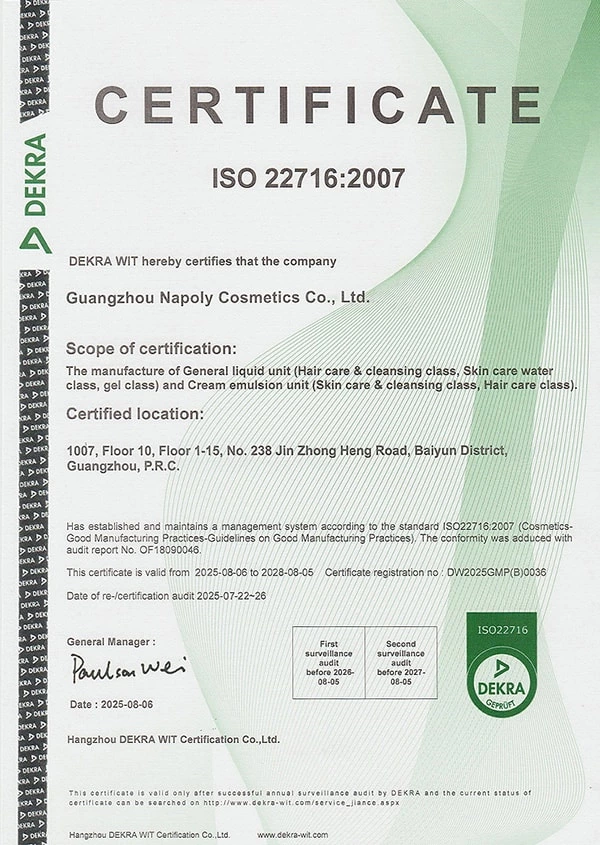 DEKRA
CERTIFICATE
ISO 22716:2007
DEKRA WIT hereby certifies that the company
Guangzhou Napoly Cosmetics Co., Ltd.
Scope of certification:
The manufacture of General liquid unit (Hair care & cleansing class, Skin care water
class, gel class) and Cream emulsion unit (Skin care & cleansing class, Hair care class).
Certified location:
1007, Floor 10, Floor 1-15, No. 238 Jin Zhong Heng Road, Baiyun District,
Guangzhou, P.R.C.
Has established and maintains a management system according to the standard ISO22716:2007 (Cosmetics-
Good Manufacturing Practices-Guidelines on Good Manufacturing Practices). The conformity was adduced with
audit report No. OF18090046.
This certificate is valid from 2025-08-06 to 2028-08-05 Certificate registration no : DW2025GMP(B)0036
Date of re-/certification audit 2025-07-22~26
General Manager :
Paulson Wei
Date : 2025-08-06
First
surveillance
audit
before 2026-
08-05
Second
surveillance
audit
before 2027-
08-05
ISO22716
DEKRA
GEPRÜFT
Hangzhou DEKRA WIT Certification Co.,Ltd.
This certificate is valid only after successful annual surveillance audit by DEKRA and the current status of
certificate can be searched on http://www.dekra-wit.com/service_jiance.aspx
Hangzhou DEKRA WIT Certification Co.,Ltd. www.dekra-wit.com